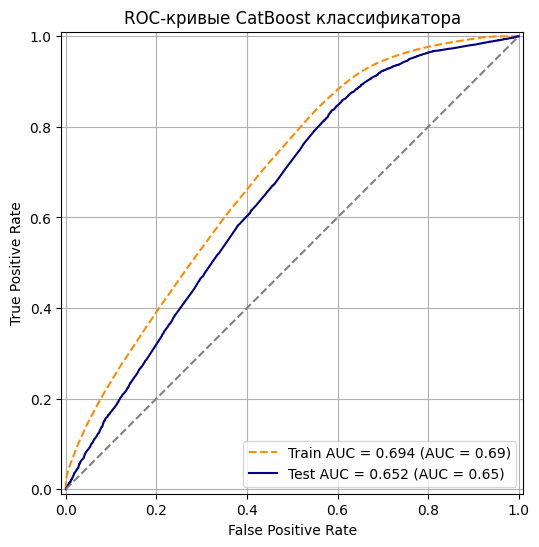 ROC-кривые CatBoost классификатора
True Positive Rate
1.0
0.8
0.6
0.4
0.2
0.0
Train AUC = 0.694 (AUC = 0.69)
Test AUC = 0.652 (AUC = 0.65)
0.0 0.2 0.4 0.6 0.8 1.0
False Positive Rate